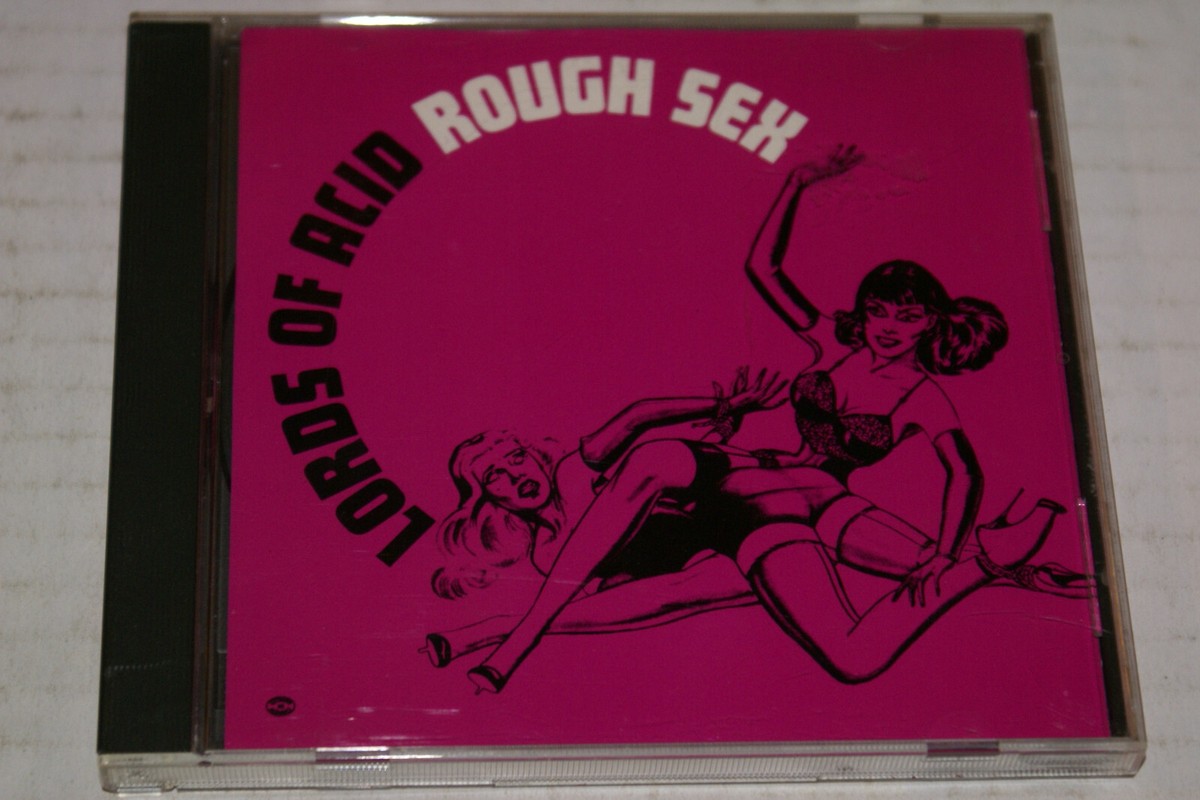 LORDS OF ACID
ROUGH SEX